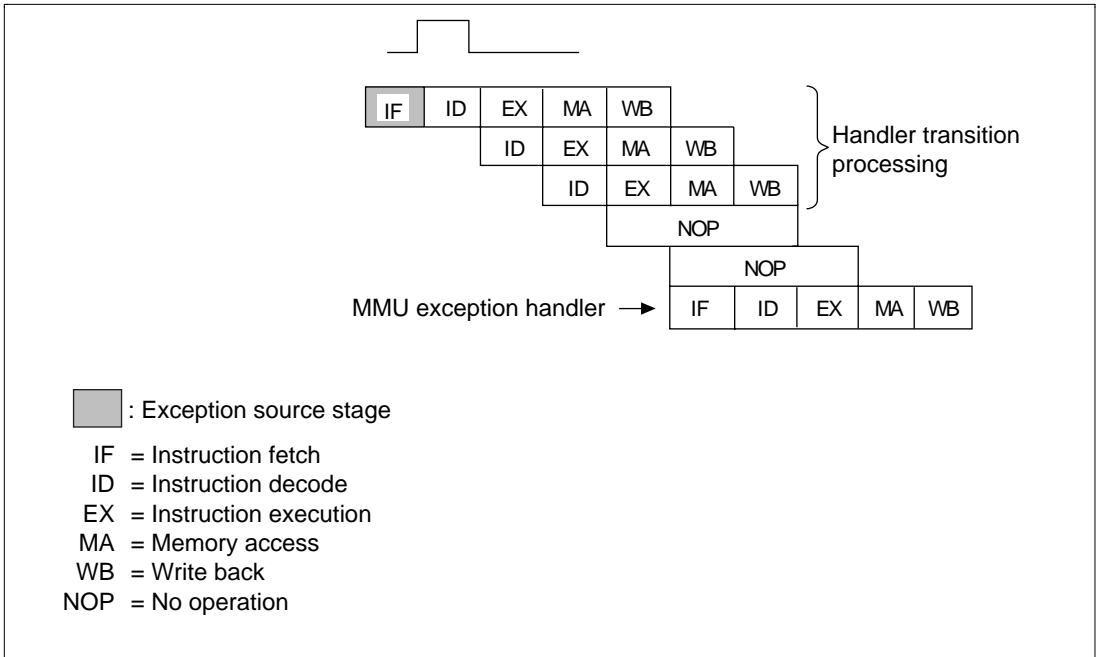 IF ID EX MA WB
ID EX MA WB
Handler transition
processing
ID EX MA WB
NOP
NOP
MMU exception handler
IF ID EX MA WB
: Exception source stage
IF = Instruction fetch
ID = Instruction decode
EX = Instruction execution
MA = Memory access
WB = Write back
NOP = No operation